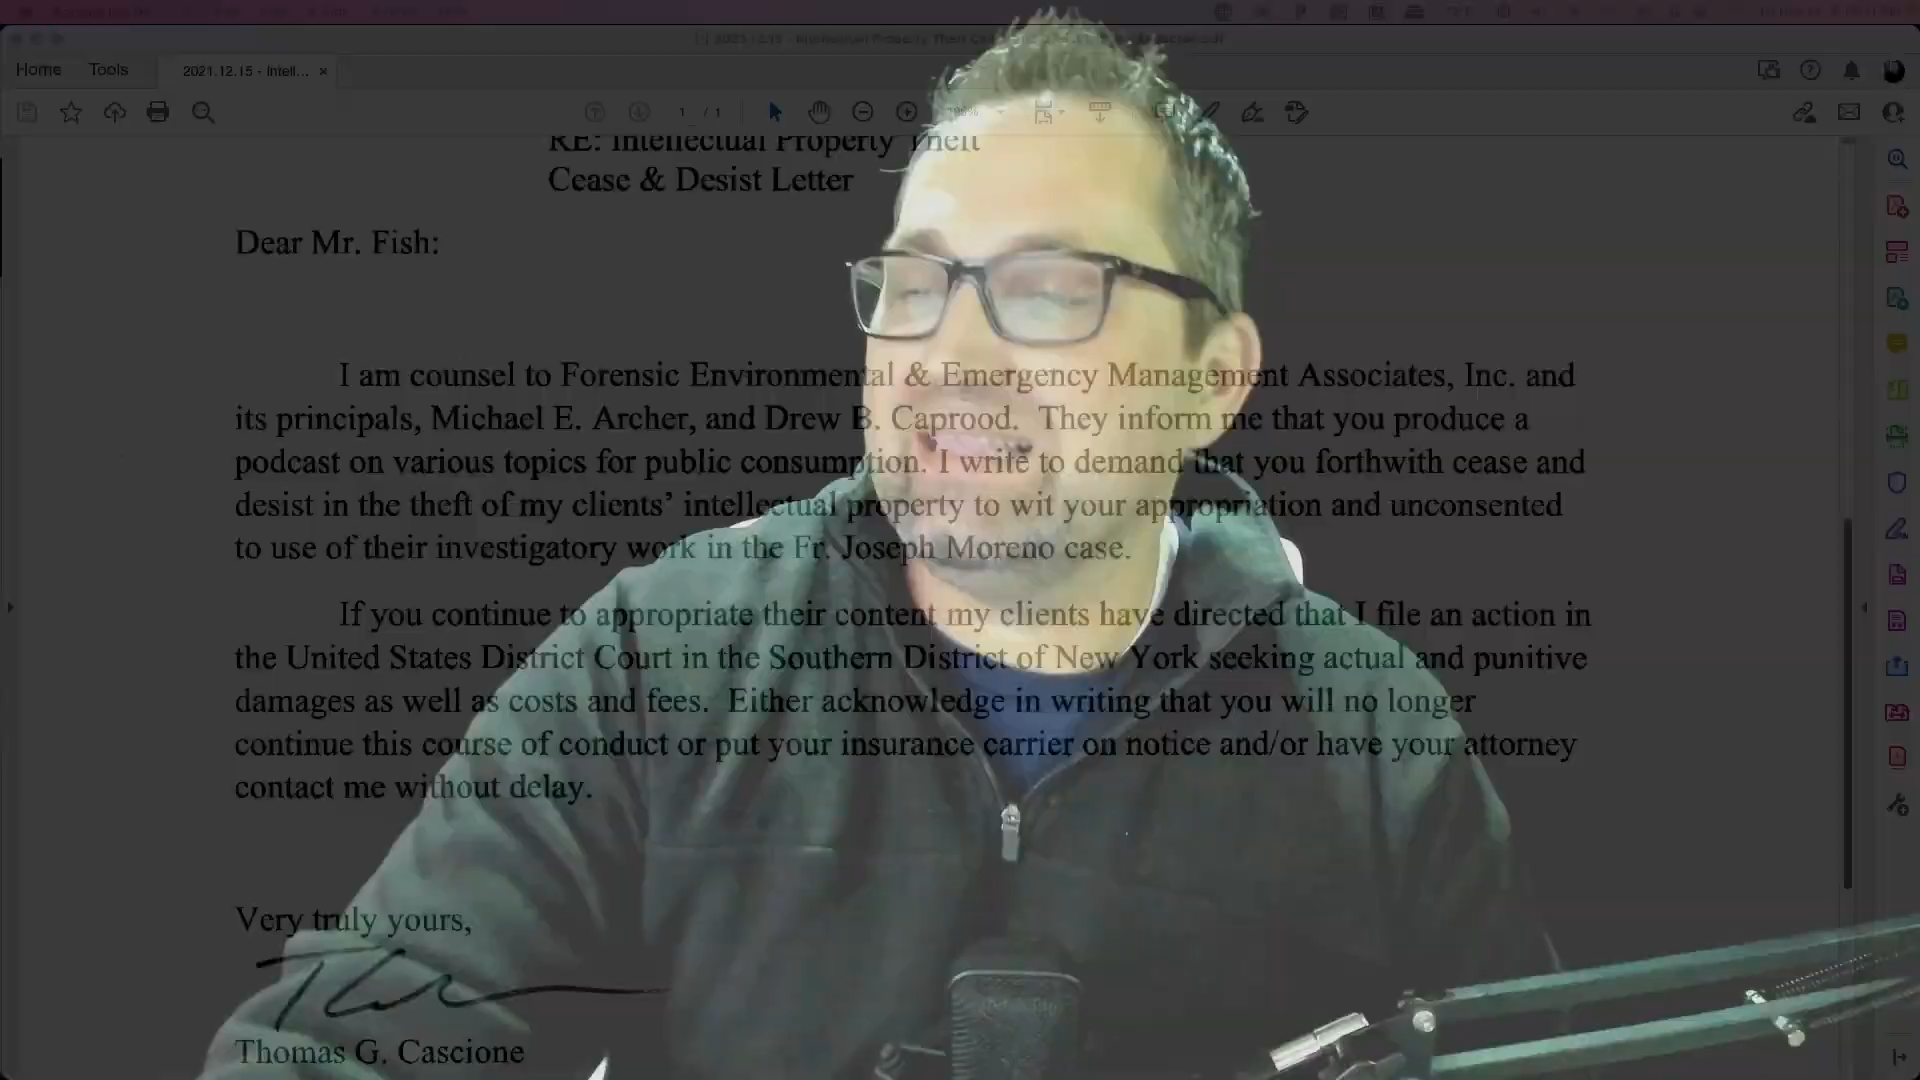 Home Tools 2021.12.15 - Intell... ×
1 / 1
RE: Intellectual Property Theft
Cease & Desist Letter
Dear Mr. Fish:
I am counsel to Forensic Environmental & Emergency Management Associates, Inc. and
its principals, Michael E. Archer, and Drew B. Caprood. They inform me that you produce a
podcast on various topics for public consumption. I write to demand that you forthwith cease and
desist in the theft of my clients’ intellectual property to wit your appropriation and unconsented
to use of their investigatory work in the Fr. Joseph Moreno case.
If you continue to appropriate their content my clients have directed that I file an action in
the United States District Court in the Southern District of New York seeking actual and punitive
damages as well as costs and fees. Either acknowledge in writing that you will no longer
continue this course of conduct or put your insurance carrier on notice and/or have your attorney
contact me without delay.
Very truly yours,
Thomas G. Cascione